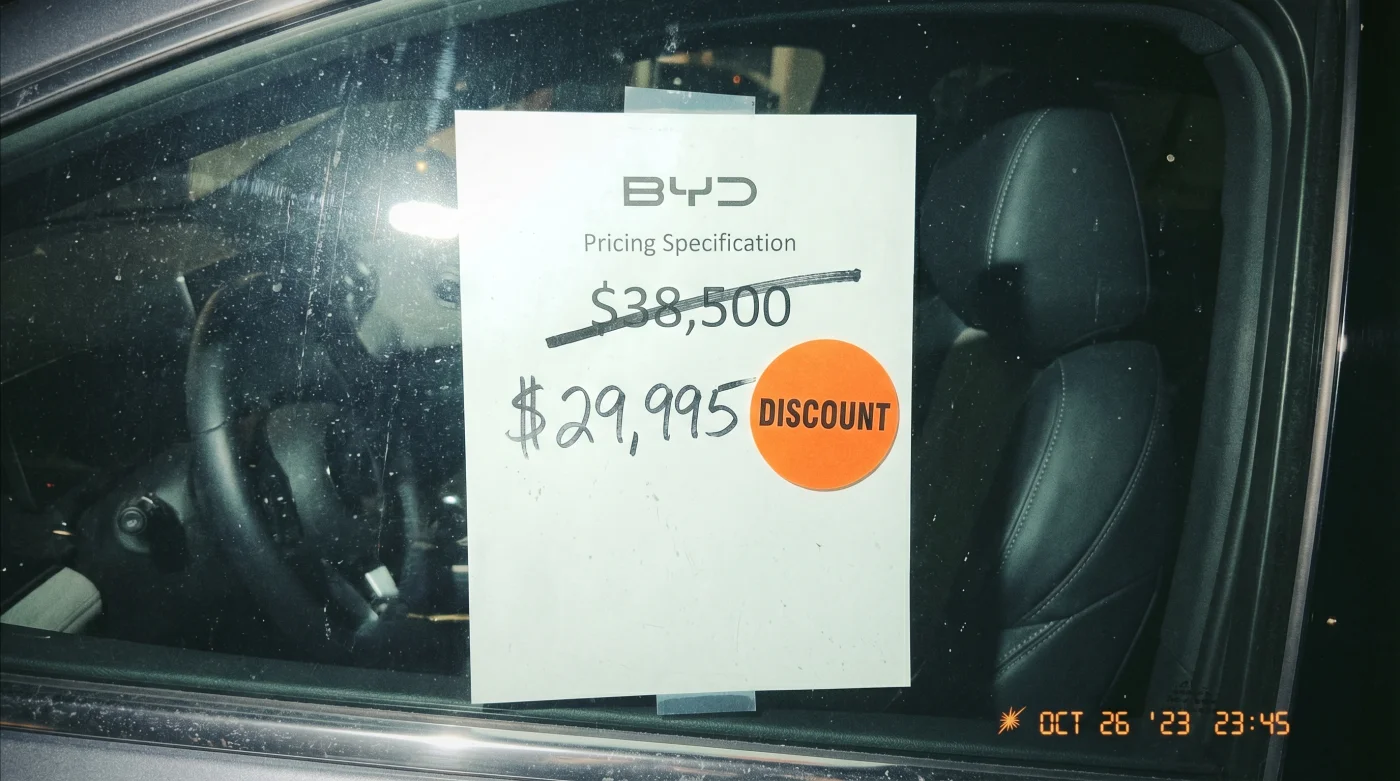 BYD
Pricing Specification
$38,500
$29,995
DISCOUNT
OCT 26 '23 23:45